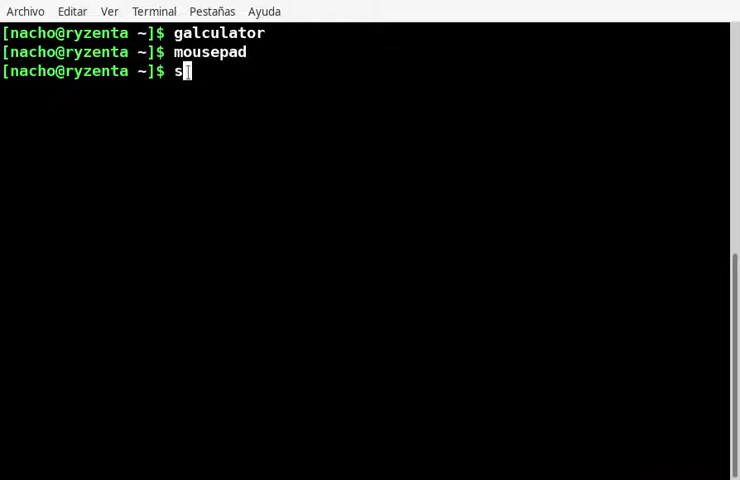 Archivo Editar Ver Terminal Pestañas Ayuda
[nacho@ryzenta ~]$ galculator
[nacho@ryzenta ~]$ mousepad
[nacho@ryzenta ~]$ s